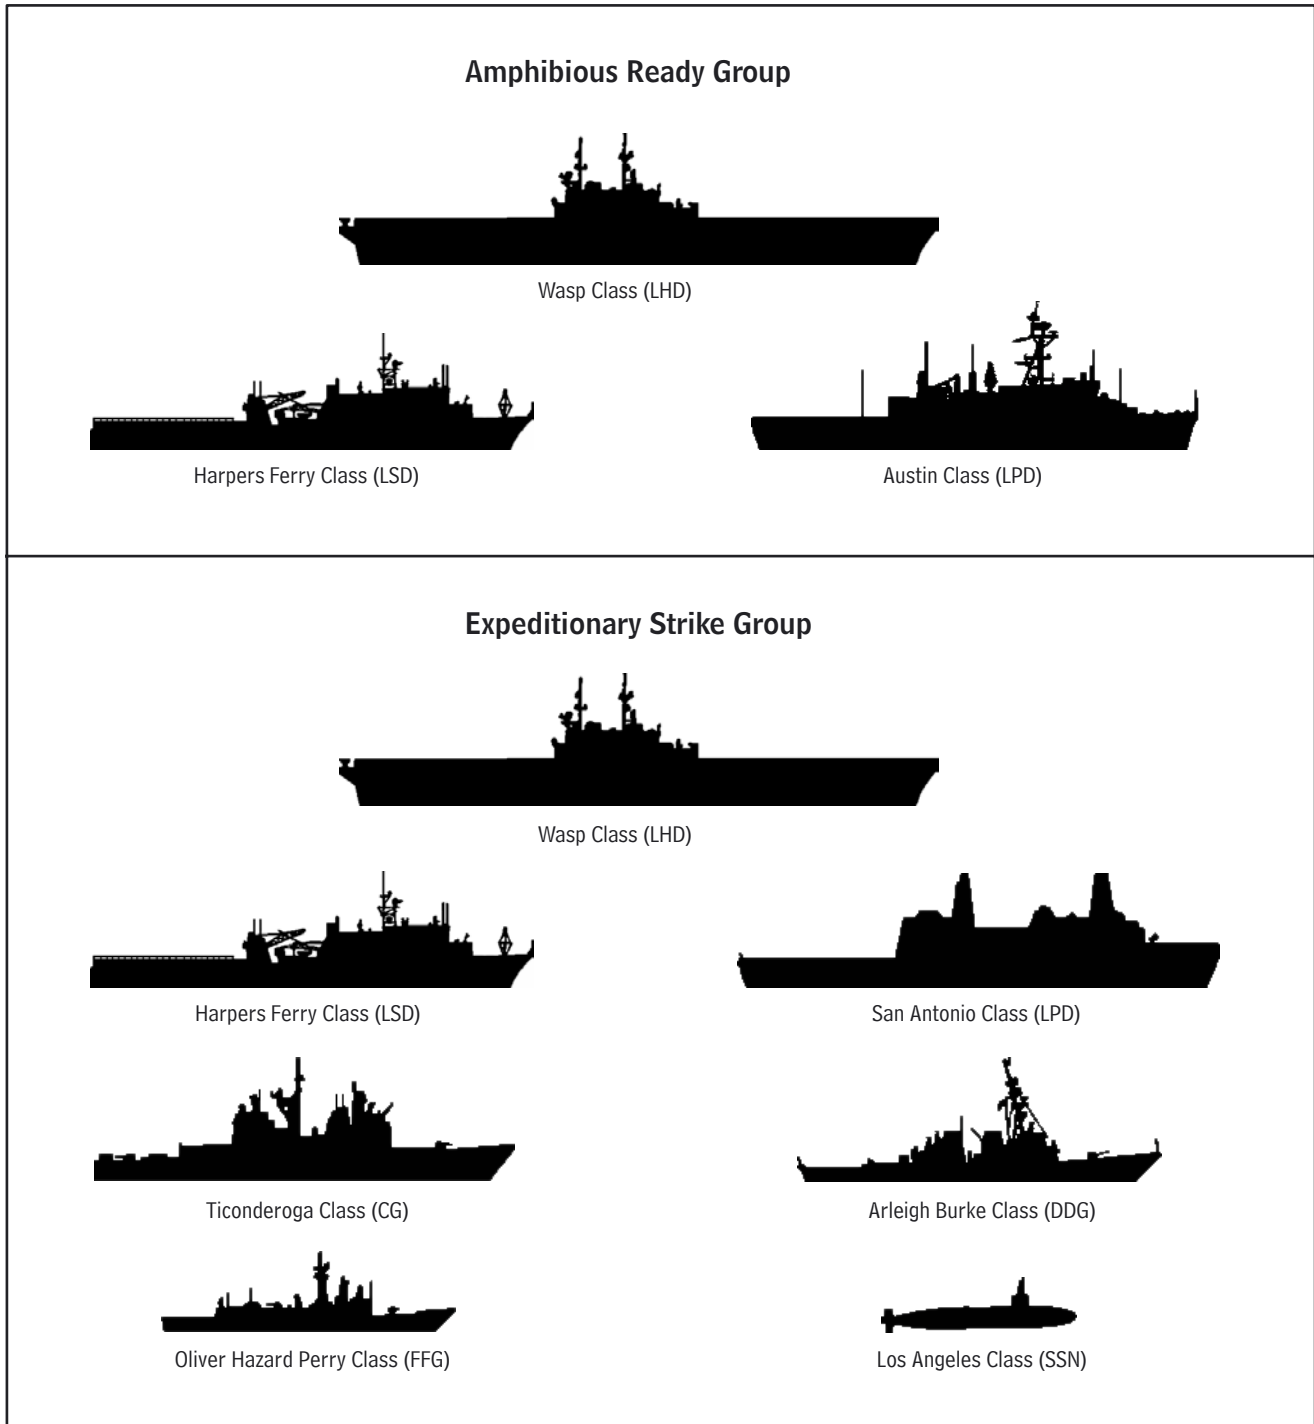 Amphibious Ready Group
Wasp Class (LHD)
Harpers Ferry Class (LSD)
Austin Class (LPD)
Expeditionary Strike Group
Wasp Class (LHD)
Harpers Ferry Class (LSD)
San Antonio Class (LPD)
Ticonderoga Class (CG)
Arleigh Burke Class (DDG)
Oliver Hazard Perry Class (FFG)
Los Angeles Class (SSN)